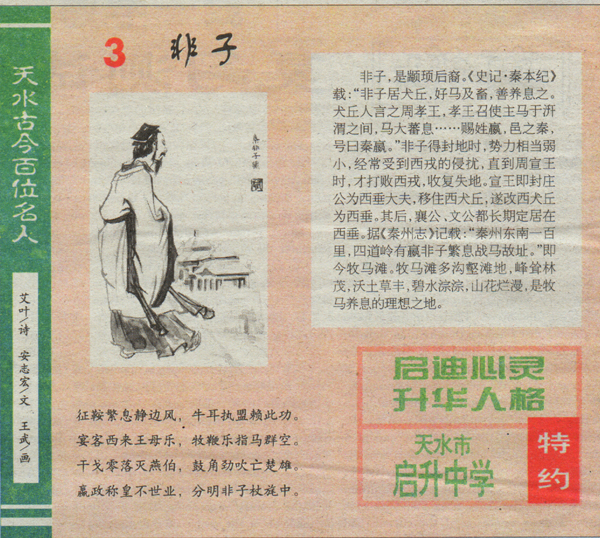 天水古今百位名人
艾叶/诗 安志宏/文 王武/画
3 非子
秦非子像
非子，是颛顼后裔。《史记·秦本纪》
载：“非子居犬丘，好马及畜，善养息之。
犬丘人言之周孝王，孝王召使主马于汧
渭之间，马大蕃息……赐姓嬴，邑之秦，
号曰秦嬴。”非子得封地时，势力相当弱
小，经常受到西戎的侵扰，直到周宣王
时，才打败西戎，收复失地。宣王即封庄
公为西垂大夫，移住西犬丘，遂改西犬丘
为西垂。其后，襄公、文公都长期定居在
西垂。据《秦州志》记载：“秦州东南一百
里，四道岭有嬴非子繁息战马故址。”即
今牧马滩。牧马滩多沟壑滩地，峰耸林
茂，沃土草丰，碧水淙淙，山花烂漫，是牧
马养息的理想之地。
征鞍繁息静边风，牛耳执盟赖此功。
宴客西来王母乐，牧鞭乐指马群空。
干戈零落灭燕伯，鼓角劲吹亡楚雄。
嬴政称皇不世业，分明非子杖旄中。
启迪心灵
升华人格
天水市
启升中学
特约